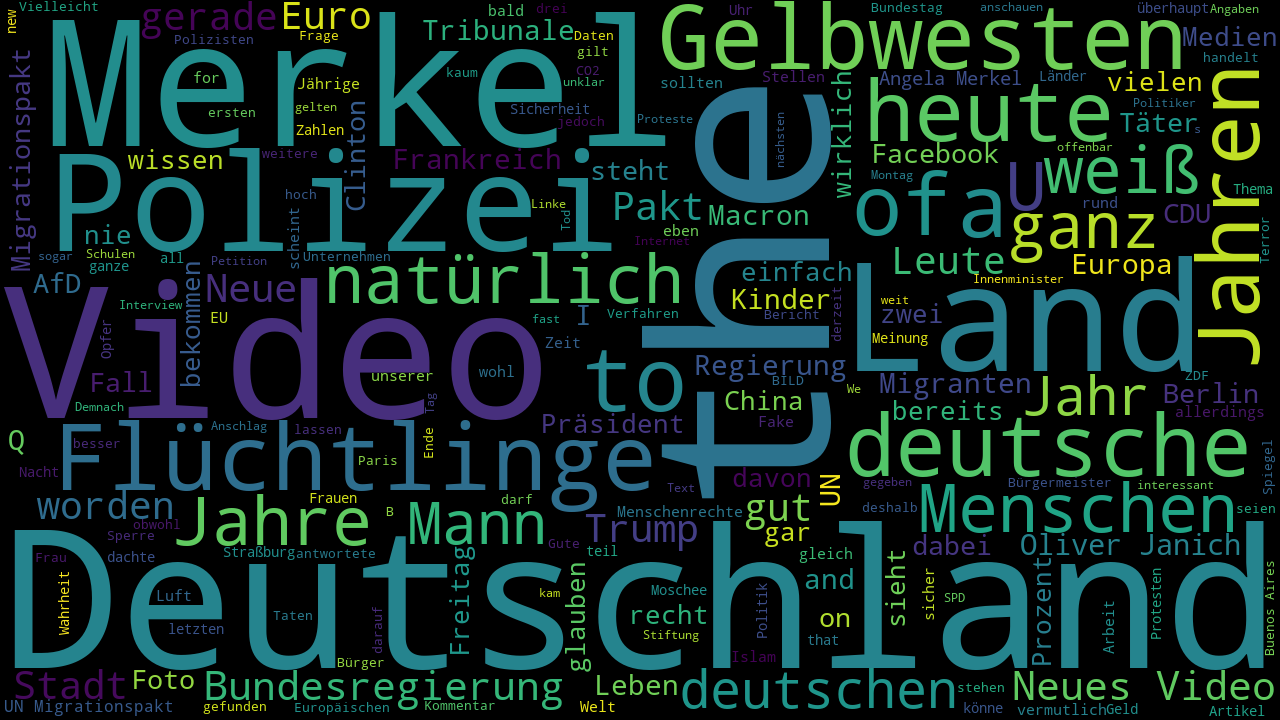 Vielleicht
gerade
Euro
bald
drei
Uhr
Bundestag
anschauen
überhaupt
Angaben
new
Merkel
Polizisten
Frage
Tribunale
Daten
gilt
Gelbwesten
Medien
handelt
for
Jährige
kaum
CO2
unklar
sollten
Stellen
Angela Merkel
Länder
vielen
Migrationspakt
ersten
gelten
Zahlen
Sicherheit
jedoch
Proteste
wirklich
heute
Politiker
Täter
s
Jahren
Clinton
the
nächsten
Polizei
wissen
weitere
Frankreich
steht
Facebook
offenbar
weiß
Montag
of a
U
Thema
hoch
Linke
Tod
Pakt
Macron
rund
CDU
nie
scheint
eben
ganz
Terror
sogar
Schulen
ganze
all
Petition
Unternehmen
Internet
Leute
Europa
AfD
bekommen
Neue
natürlich
einfach
Innenminister
Land
Video
Interview
EU
fast
I
Verfahren
Kinder
Bericht
derzeit
weit
zwei
Opfer
Zeit
Meinung
Fall
unserer
wohl
to
Regierung
BILD
We
Migranten
Jahr
ZDF
Berlin
Demnach
Tag
China
bereits
allerdings
Q
besser
Anschlag
lassen
Ende
Präsident
Fake
deutsche
Flüchtlinge
Paris
Spiegel
Nacht
davon
gegeben
Bürgermeister
interessant
UN
Text
worden
Frauen
darf
gut
deshalb
Menschen
seien
Jahre
B
Mann
Menschenrechte
Trump
gar
obwohl
Sperre
Frau
dachte
Straßburg
antwortete
Gute
teil
gleich
dabei
Oliver Janich
Deutschland
Wahrheit
Luft
Freitag
kam
glauben
Moschee
and
sieht
sicher
SPD
Prozent
Arbeit
Protesten
Buenos Aires
letzten
Taten
darauf
recht
Stiftung
Politik
on
that
Bürger
Islam
Stadt
Foto
Bundesregierung
Leben
deutschen
stehen
Neues Video
UN Migrationspakt
gefunden
Europäischen
Kommentar
Welt
könne
vermutlich
Geld
Artikel